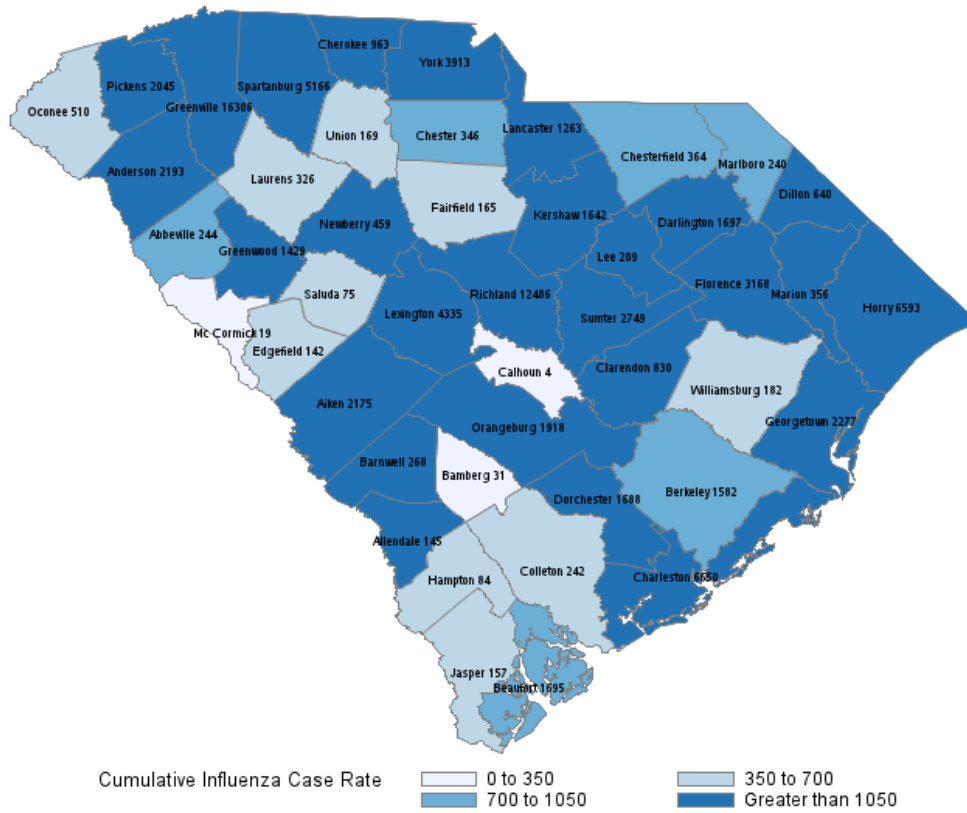 Cherokee 963
York 3913
Pickens 2045
Spartanburg 5166
Oconee 510
Greenville 16306
Union 169
Chester 346
Lancaster 1263
Chesterfield 364
Marlboro 240
Anderson 2193
Laurens 326
Dillon 640
Fairfield 165
Kershaw 1642
Darlington 1697
Abbeville 244
Newberry 459
Greenwood 1429
Lee 209
Florence 3168
Saluda 75
Richland 12486
Marion 356
Horry 6593
Lexington 4335
Sumter 2749
Mc Cormick 19
Edgefield 142
Calhoun 4
Clarendon 830
Williamsburg 182
Aiken 2175
Georgetown 2277
Orangeburg 1918
Barnwell 268
Bamberg 31
Berkeley 1582
Dorchester 1688
Allendale 145
Hampton 84
Colleton 242
Charleston 6650
Jasper 157
Beaufort 1695
Cumulative Influenza Case Rate
0 to 350
350 to 700
700 to 1050
Greater than 1050